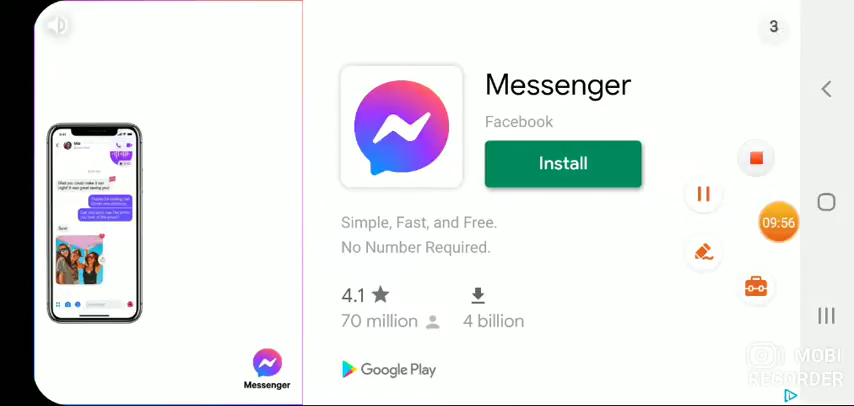 3
Messenger
Facebook
Install
Simple, Fast, and Free.
No Number Required.
4.1
70 million
4 billion
Google Play
Messenger
09:56
MOBI
RECORDER